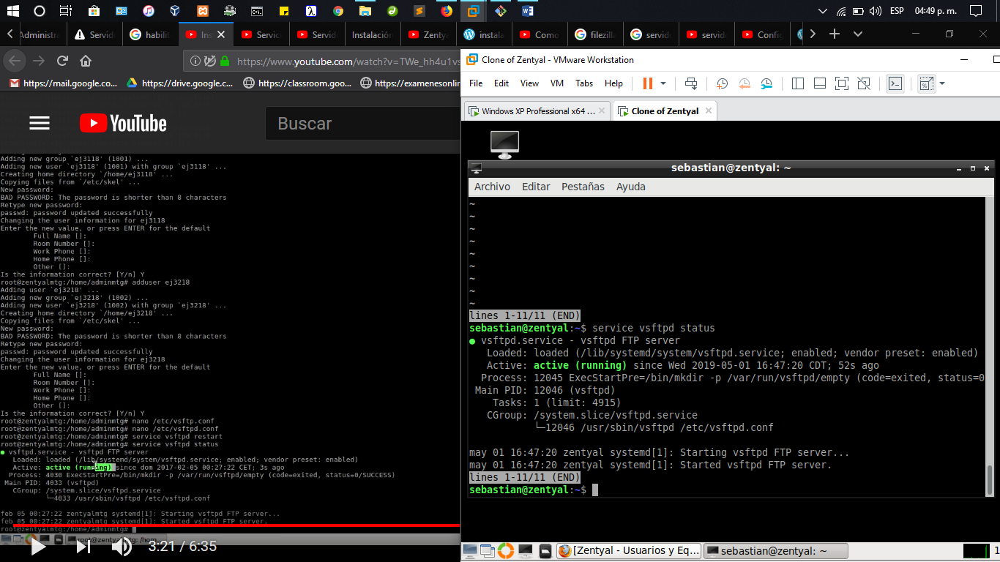 ESP 04:49 p. m.
Administra
Servid
habilit
Ins
Servici
Servid
Instalación
Zentya
instala
Como
filezilla
servid
servid
Config
https://www.youtube.com/watch?v=TWe_hh4u1vs
https://mail.google.co...
https://drive.google.c...
https://classroom.goo...
https://examenesonlin
YouTube
Buscar
Adding new group `ej3118' (1001) ...
Adding new user `ej3118' (1001) with group `ej3118' ...
Creating home directory `/home/ej3118' ...
Copying files from `/etc/skel' ...
New password:
BAD PASSWORD: The password is shorter than 8 characters
Retype new password:
passwd: password updated successfully
Changing the user information for ej3118
Enter the new value, or press ENTER for the default
Full Name []:
Room Number []:
Work Phone []:
Home Phone []:
Other []:
Is the information correct? [Y/n] Y
root@zentyalmtg:/home/adminmtg# adduser ej3218
Adding user `ej3218' ...
Adding new group `ej3218' (1002) ...
Adding new user `ej3218' (1002) with group `ej3218' ...
Creating home directory `/home/ej3218' ...
Copying files from `/etc/skel' ...
New password:
BAD PASSWORD: The password is shorter than 8 characters
Retype new password:
passwd: password updated successfully
Changing the user information for ej3218
Enter the new value, or press ENTER for the default
Full Name []:
Room Number []:
Work Phone []:
Home Phone []:
Other []:
Is the information correct? [Y/n] Y
root@zentyalmtg:/home/adminmtg# nano /etc/vsftp.conf
root@zentyalmtg:/home/adminmtg# nano /etc/vsftpd.conf
root@zentyalmtg:/home/adminmtg# service vsftpd restart
root@zentyalmtg:/home/adminmtg# service vsftpd status
● vsftpd.service - vsftpd FTP server
Loaded: loaded (/lib/systemd/system/vsftpd.service; enabled; vendor preset: enabled)
Active: active (running) since dom 2017-02-05 00:27:22 CET; 3s ago
Process: 4030 ExecStartPre=/bin/mkdir -p /var/run/vsftpd/empty (code=exited, status=0/SUCCESS)
Main PID: 4033 (vsftpd)
CGroup: /system.slice/vsftpd.service
└─4033 /usr/sbin/vsftpd /etc/vsftpd.conf
feb 05 00:27:22 zentyalmtg systemd[1]: Starting vsftpd FTP server...
feb 05 00:27:22 zentyalmtg systemd[1]: Started vsftpd FTP server.
root@zentyalmtg:/home/adminmtg#
root@zentyalmtg: /hom...
3:21 / 6:35
Clone of Zentyal - VMware Workstation
File Edit View VM Tabs Help
Windows XP Professional x64 ...
Clone of Zentyal
sebastian@zentyal: ~
Archivo Editar Pestañas Ayuda
~
~
~
~
~
~
~
~
~
lines 1-11/11 (END)
sebastian@zentyal:~$ service vsftpd status
● vsftpd.service - vsftpd FTP server
Loaded: loaded (/lib/systemd/system/vsftpd.service; enabled; vendor preset: enabled)
Active: active (running) since Wed 2019-05-01 16:47:20 CDT; 52s ago
Process: 12045 ExecStartPre=/bin/mkdir -p /var/run/vsftpd/empty (code=exited, status=0
Main PID: 12046 (vsftpd)
Tasks: 1 (limit: 4915)
CGroup: /system.slice/vsftpd.service
└─12046 /usr/sbin/vsftpd /etc/vsftpd.conf
may 01 16:47:20 zentyal systemd[1]: Starting vsftpd FTP server...
may 01 16:47:20 zentyal systemd[1]: Started vsftpd FTP server.
lines 1-11/11 (END)
sebastian@zentyal:~$
[Zentyal - Usuarios y Eq...
sebastian@zentyal: ~
1